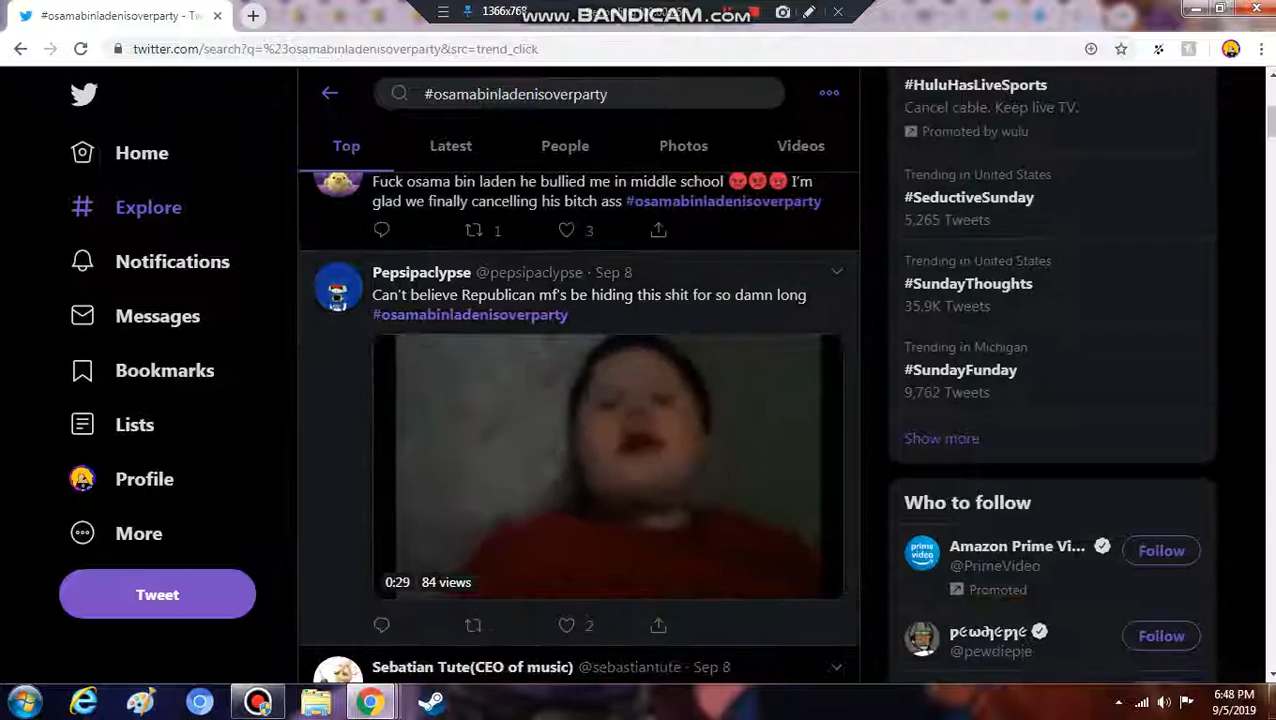 #osamabinladenisoverparty - Tw
1366x768
www.BANDICAM.com
twitter.com/search?q=%23osamabinladenisoverparty&src=trend_click
#osamabinladenisoverparty
Home
Explore
Notifications
Messages
Bookmarks
Lists
Profile
More
Tweet
Top
Latest
People
Photos
Videos
Fuck osama bin laden he bullied me in middle school 😡😡😡 I'm
glad we finally cancelling his bitch ass #osamabinladenisoverparty
1
3
Pepsipaclypse @pepsipaclypse · Sep 8
Can't believe Republican mf's be hiding this shit for so damn long
#osamabinladenisoverparty
0:29 84 views
2
Sebatian Tute(CEO of music) @sebastiantute · Sep 8
#HuluHasLiveSports
Cancel cable. Keep live TV.
Promoted by wulu
Trending in United States
#SeductiveSunday
5,265 Tweets
Trending in United States
#SundayThoughts
35.9K Tweets
Trending in Michigan
#SundayFunday
9,762 Tweets
Show more
Who to follow
prime video
Amazon Prime Vi...
@PrimeVideo
Follow
Promoted
@pewdiepie
Follow
6:48 PM
9/5/2019